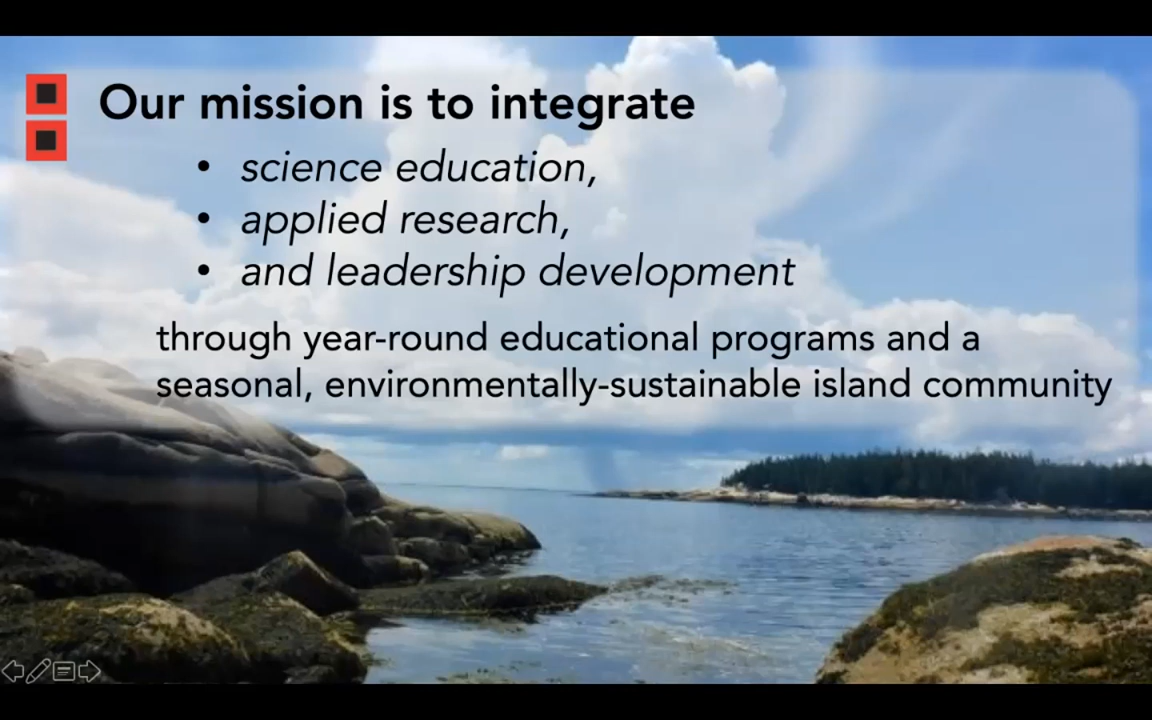 Our mission is to integrate
• science education,
• applied research,
• and leadership development
through year-round educational programs and a
seasonal, environmentally-sustainable island community